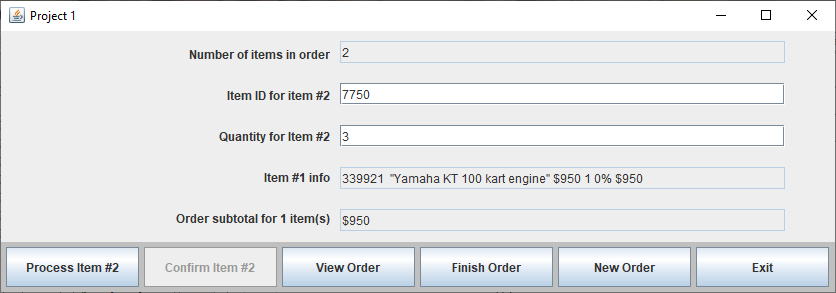 Project 1
Number of items in order 2
Item ID for item #2 7750
Quantity for Item #2 3
Item #1 info 339921 "Yamaha KT 100 kart engine" $950 1 0% $950
Order subtotal for 1 item(s) $950
Process Item #2 Confirm Item #2 View Order Finish Order New Order Exit